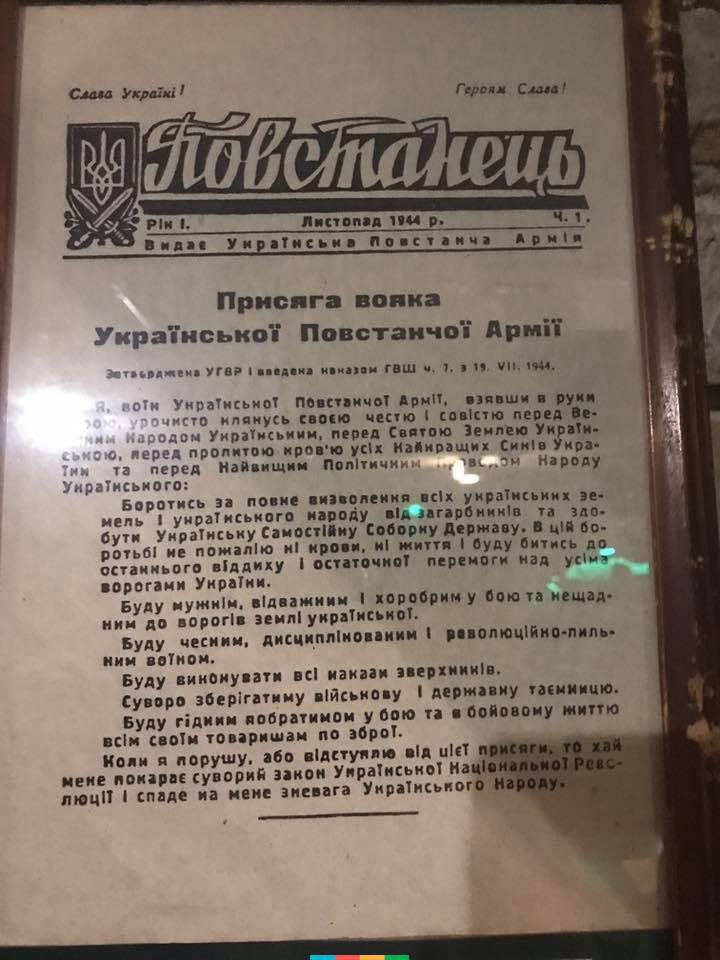 Слава Україні!
Героям Слава!
Повстанець
Рік І.
Листопад 1944 р.
Ч. 1.
Видає Українська Повстанча Армія
Присяга вояка
Української Повстанчої Армії
Затверджена УГВР і введена наказом ГВШ ч. 7. з 19. VII. 1944.
Я, воїн Української Повстанчої Армії, взявши в руки
урочисто клянусь своєю честю і совістю перед Ве-
Народом Українським, перед Святою Землею Україн-
ською, перед пролитою кров'ю усіх Найкращих Синів Укра-
їни та перед Найвищим Політичним Проводом Народу
Українського:
Боротись за повне визволення всіх українських зе-
мель і українського народу від загарбників та здо-
бути Українську Самостійну Соборну Державу. В цій бо-
ротьбі не пожалію ні крови, ні життя і буду битись до
останнього віддиху і остаточної перемоги над усіма
ворогами України.
Буду мужнім, відважним і хоробрим у бою та нещад-
ним до ворогів землі української.
Буду чесним, дисциплінованим і революційно-пиль-
ним воїном.
Буду виконувати всі накази зверхників.
Суворо зберігатиму військову і державну таємницю.
Буду гідним побратимом у бою та в бойовому життю
всім своїм товаришам по зброї.
Коли я порушу, або відступлю від цієї присяги, то хай
мене покарає суворий закон Української Національної Рево-
люції і спаде на мене зневага Українського Народу.